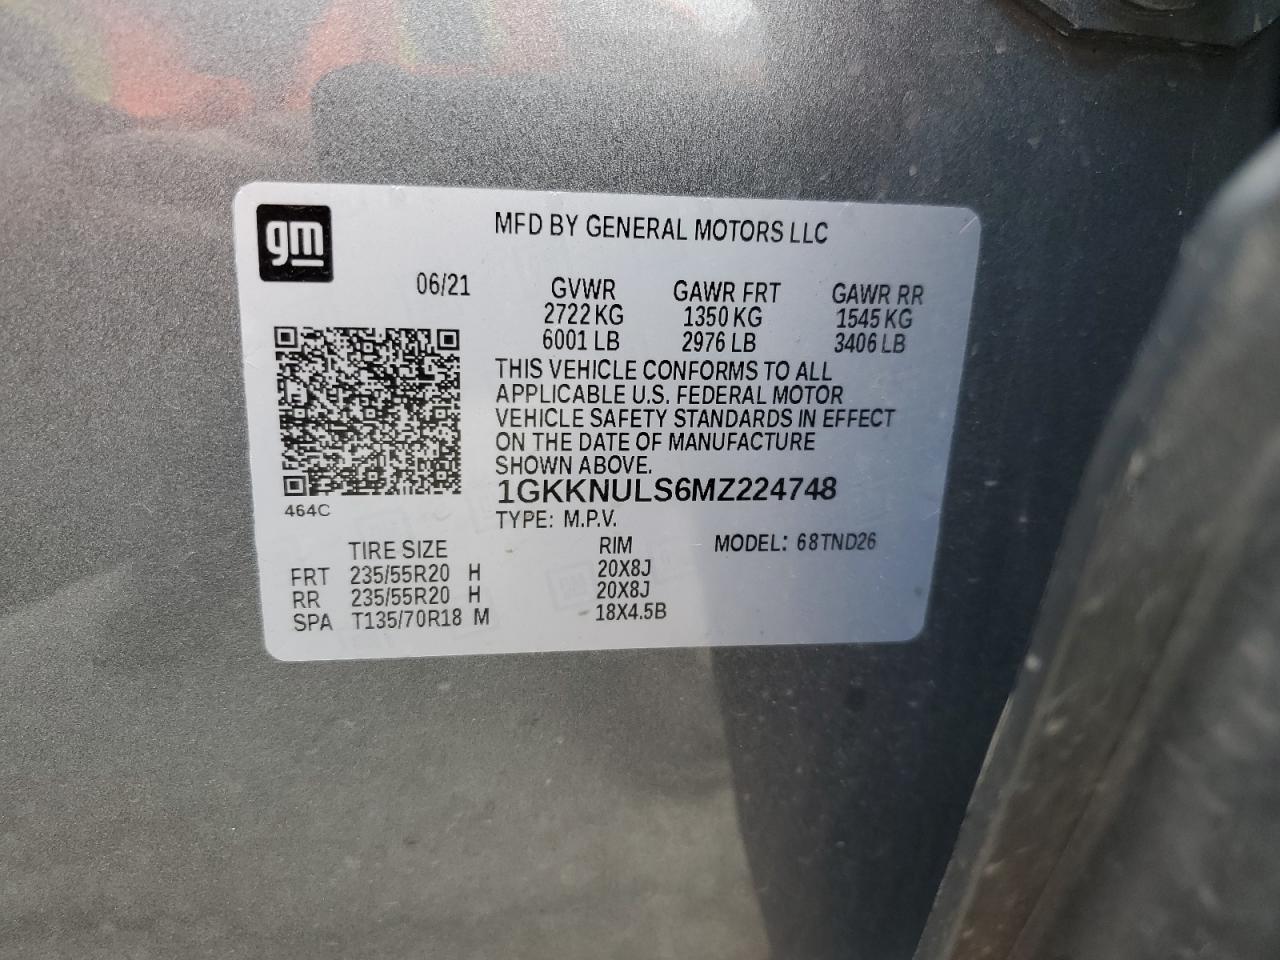 gm
MFD BY GENERAL MOTORS LLC
06/21
GVWR GAWR FRT GAWR RR
2722 KG 1350 KG 1545 KG
6001 LB 2976 LB 3406 LB
THIS VEHICLE CONFORMS TO ALL
APPLICABLE U.S. FEDERAL MOTOR
VEHICLE SAFETY STANDARDS IN EFFECT
ON THE DATE OF MANUFACTURE
SHOWN ABOVE.
1GKKNULS6MZ224748
464C
TYPE: M.P.V.
MODEL: 68TND26
TIRE SIZE RIM
FRT 235/55R20 H 20X8J
RR 235/55R20 H 20X8J
SPA T135/70R18 M 18X4.5B